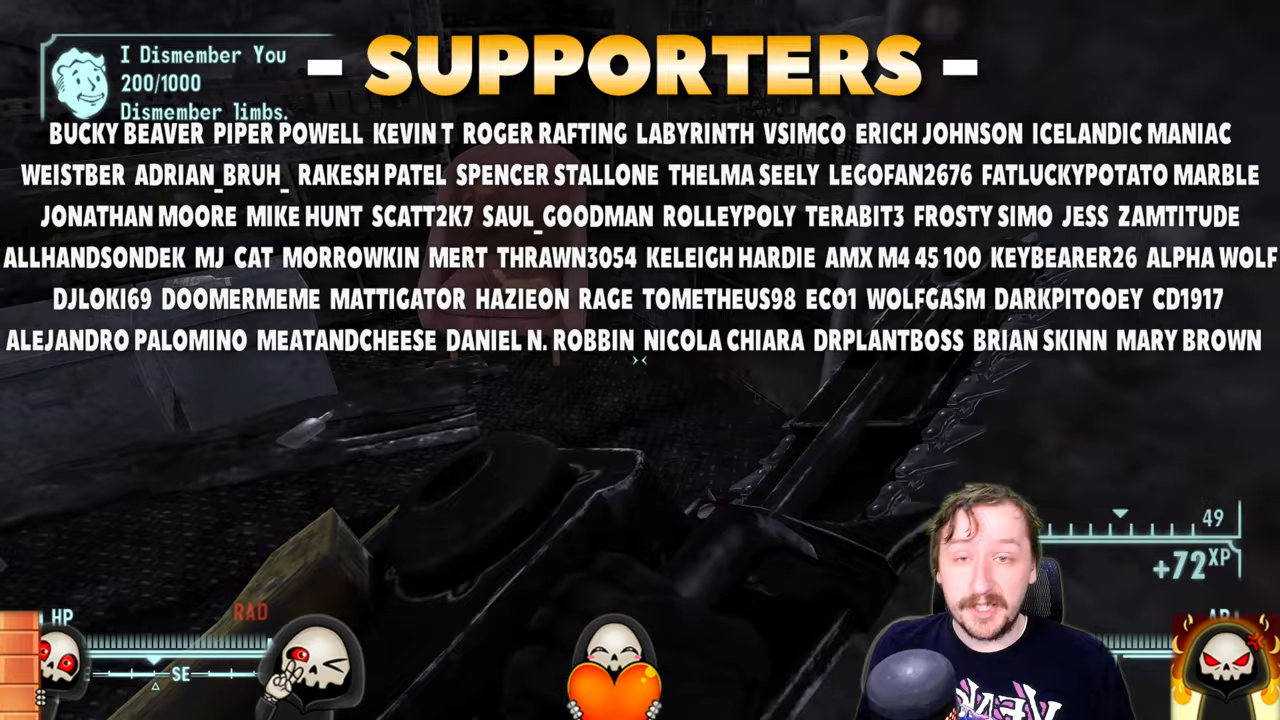 I Dismember You
200/1000
Dismember limbs.
- SUPPORTERS -
BUCKY BEAVER PIPER POWELL KEVIN T ROGER RAFTING LABYRINTH VSIMCO ERICH JOHNSON ICELANDIC MANIAC
WEISTBER ADRIAN_BRUH_ RAKESH PATEL SPENCER STALLONE THELMA SEELY LEGOFAN2676 FATLUCKYPOTATO MARBLE
JONATHAN MOORE MIKE HUNT SCATT2K7 SAUL_GOODMAN ROLLEYPOLY TERABIT3 FROSTY SIMO JESS ZAMTITUDE
ALLHANDSONDEK MJ CAT MORROWKIN MERT THRAWN3054 KELEIGH HARDIE AMX M4 45 100 KEYBEARER26 ALPHA WOLF
DJLOKI69 DOOMERMEME MATTIGATOR HAZIEON RAGE TOMETHEUS98 ECO1 WOLFGASM DARKPITOOEY CD1917
ALEJANDRO PALOMINO MEATANDCHEESE DANIEL N. ROBBIN NICOLA CHIARA DRPLANTBOSS BRIAN SKINN MARY BROWN
49
+72 XP
HP
RAD
SE